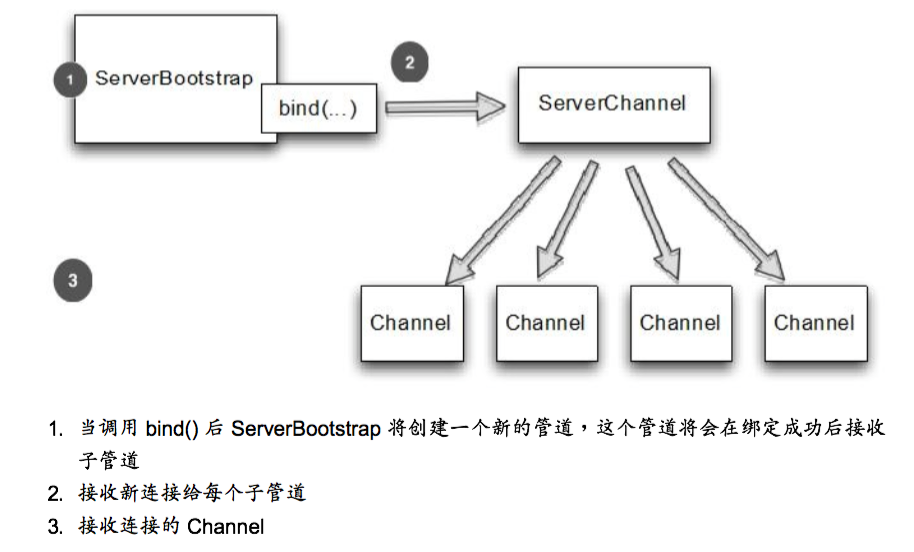 1 ServerBootstrap
bind(...)
2
ServerChannel
3
Channel Channel Channel Channel
1. 当调用 bind() 后 ServerBootstrap 将创建一个新的管道，这个管道将会在绑定成功后接收
子管道
2. 接收新连接给每个子管道
3. 接收连接的 Channel